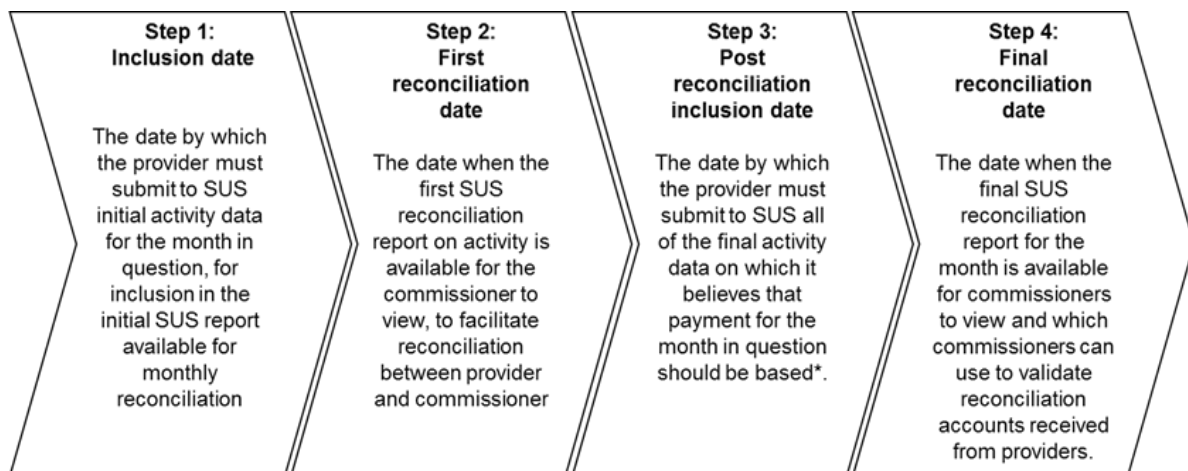 Step 1:
Inclusion date
The date by which
the provider must
submit to SUS
initial activity data
for the month in
question, for
inclusion in the
initial SUS report
available for
monthly
reconciliation
Step 2:
First
reconciliation
date
The date when the
first SUS
reconciliation
report on activity is
available for the
commissioner to
view, to facilitate
reconciliation
between provider
and commissioner
Step 3:
Post
reconciliation
inclusion date
The date by which
the provider must
submit to SUS all
of the final activity
data on which it
believes that
payment for the
month in question
should be based*.
Step 4:
Final
reconciliation
date
The date when the
final SUS
reconciliation
report for the
month is available
for commissioners
to view and which
commissioners can
use to validate
reconciliation
accounts received
from providers.